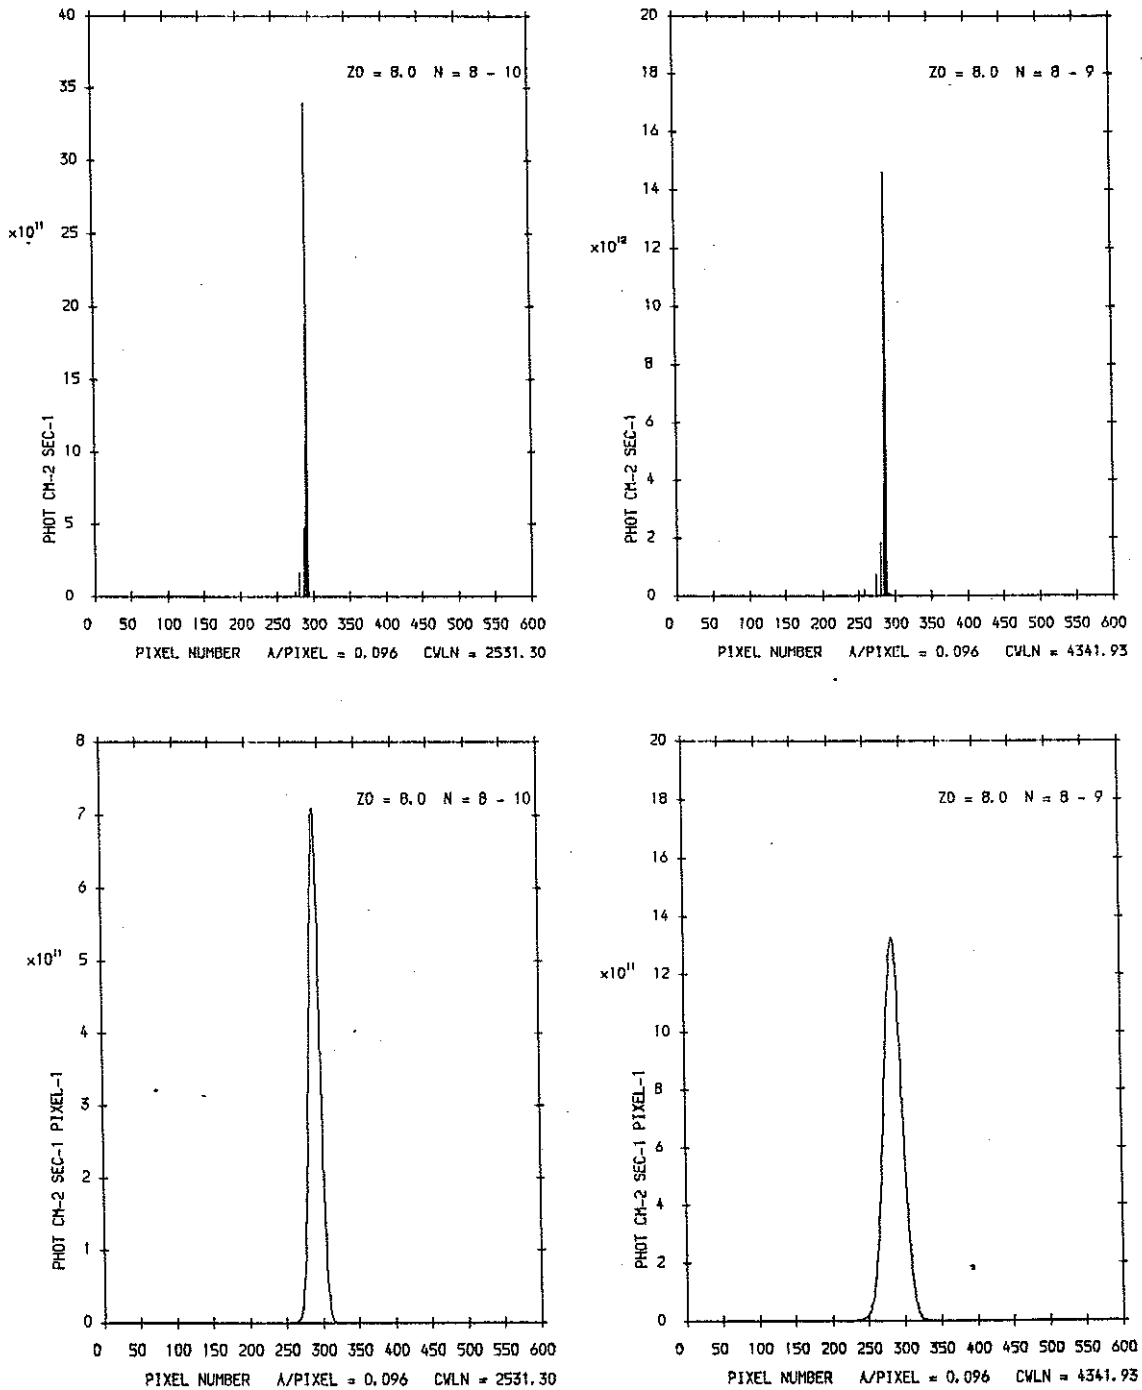 40
35
30
25
20
15
10
5
0
×10¹¹
PHOT CM-2 SEC-1
Z0 = 8.0 N = 8 - 10
0 50 100 150 200 250 300 350 400 450 500 550 600
PIXEL NUMBER A/PIXEL = 0.096 CWLN = 2531.30
20
18
16
14
12
10
8
6
4
2
0
×10¹²
PHOT CM-2 SEC-1
Z0 = 8.0 N = 8 - 9
0 50 100 150 200 250 300 350 400 450 500 550 600
PIXEL NUMBER A/PIXEL = 0.096 CWLN = 4341.93
8
7
6
5
4
3
2
1
0
×10¹¹
PHOT CM-2 SEC-1 PIXEL-1
Z0 = 8.0 N = 8 - 10
0 50 100 150 200 250 300 350 400 450 500 550 600
PIXEL NUMBER A/PIXEL = 0.096 CWLN = 2531.30
20
18
16
14
12
10
8
6
4
2
0
×10¹¹
PHOT CM-2 SEC-1 PIXEL-1
Z0 = 8.0 N = 8 - 9
0 50 100 150 200 250 300 350 400 450 500 550 600
PIXEL NUMBER A/PIXEL = 0.096 CWLN = 4341.93